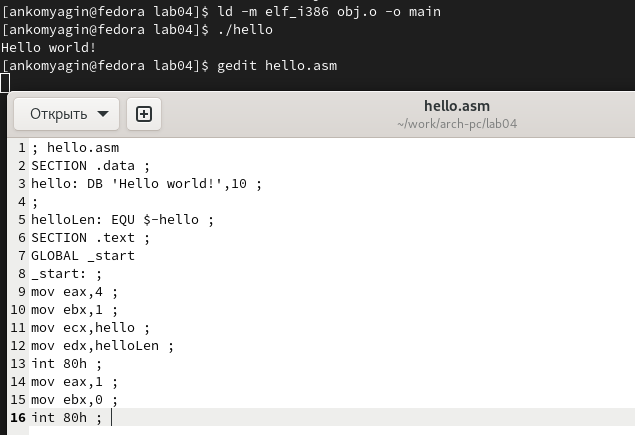 [ankomyagin@fedora lab04]$ ld -m elf_i386 obj.o -o main
[ankomyagin@fedora lab04]$ ./hello
Hello world!
[ankomyagin@fedora lab04]$ gedit hello.asm
Открыть
hello.asm
~/work/arch-pc/lab04
1 ; hello.asm
2 SECTION .data ;
3 hello: DB 'Hello world!',10 ;
4 ;
5 helloLen: EQU $-hello ;
6 SECTION .text ;
7 GLOBAL _start
8 _start: ;
9 mov eax,4 ;
10 mov ebx,1 ;
11 mov ecx,hello ;
12 mov edx,helloLen ;
13 int 80h ;
14 mov eax,1 ;
15 mov ebx,0 ;
16 int 80h ;